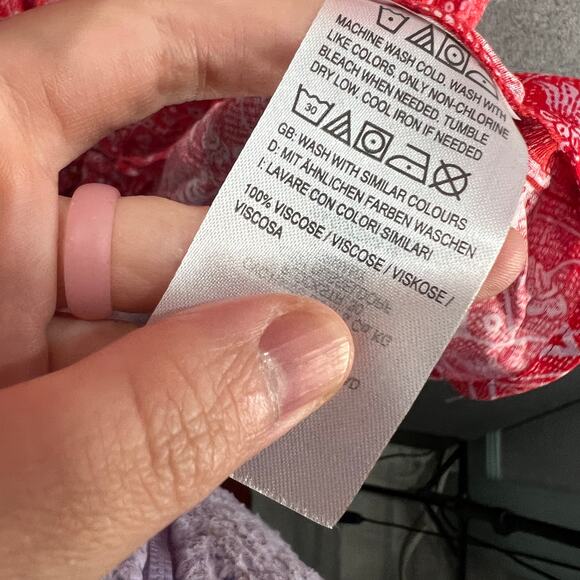 MACHINE WASH COLD. WASH WITH
LIKE COLORS, ONLY NON-CHLORINE
BLEACH WHEN NEEDED, TUMBLE
DRY LOW, COOL IRON IF NEEDED
30
GB: WASH WITH SIMILAR COLOURS
D: MIT ÄHNLICHEN FARBEN WASCHEN
I: LAVARE CON COLORI SIMILARI
100% VISCOSE / VISCOSE / VISKOSE /
VISCOSA